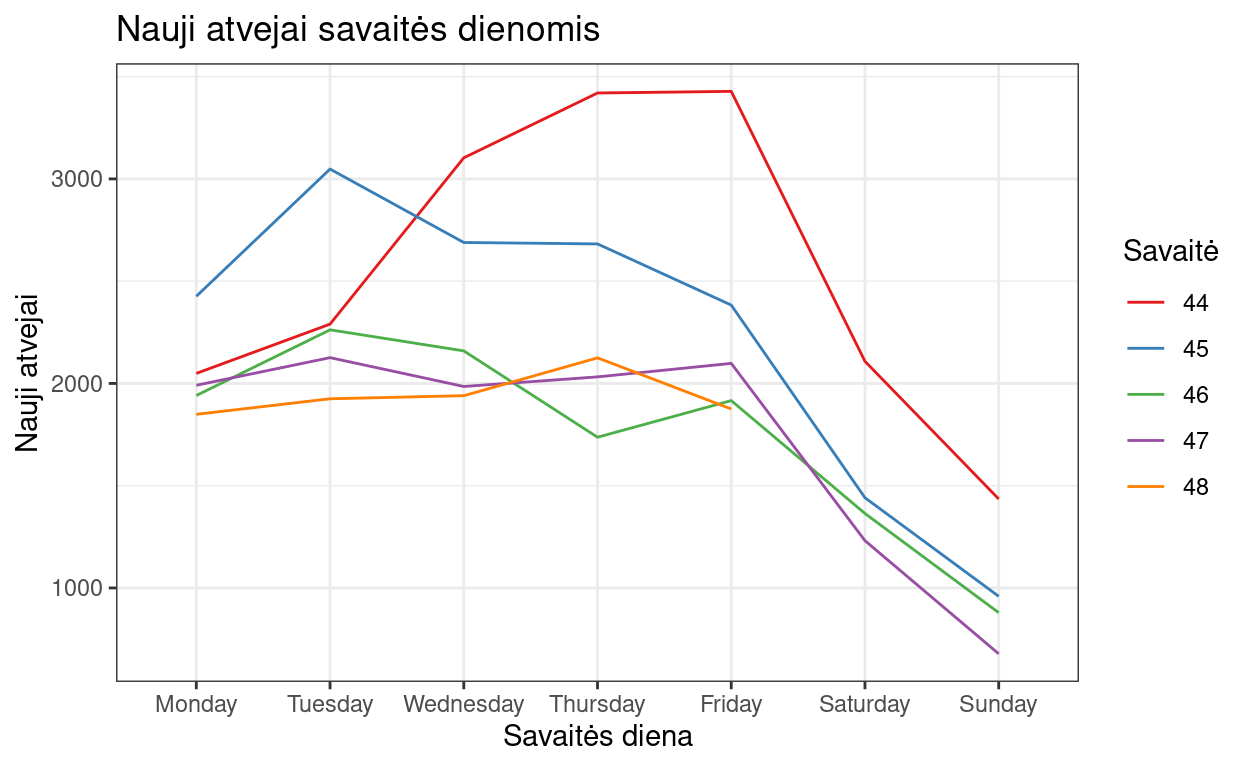 Nauji atvejai savaitės dienomis
Nauji atvejai
3000
2000
1000
Monday Tuesday Wednesday Thursday Friday Saturday Sunday
Savaitės diena
Savaitė
44
45
46
47
48